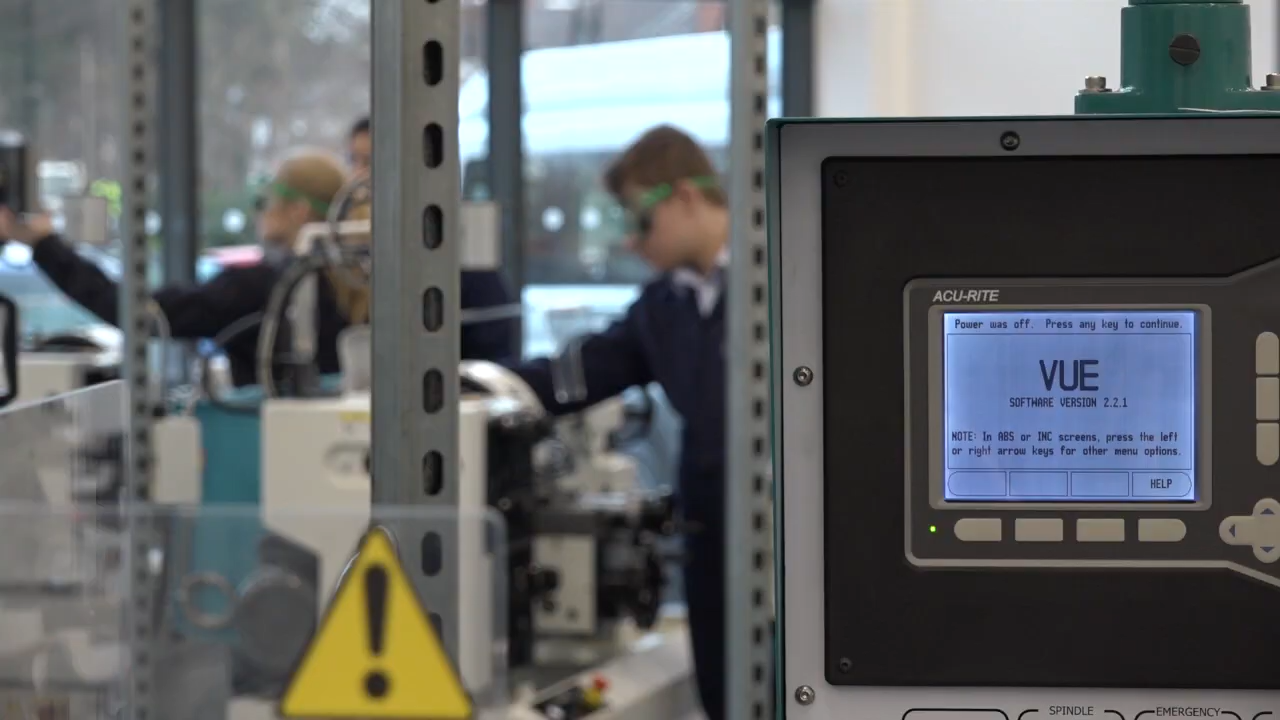 ACU-RITE
Power was off. Press any key to continue.
VUE
SOFTWARE VERSION 2.2.1
NOTE: In ABS or INC screens, press the left
or right arrow keys for other menu options.
HELP
SPINDLE
EMERGENCY